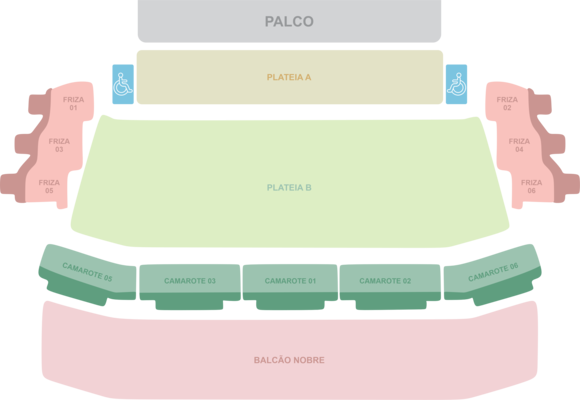 PALCO
PLATEIA A
FRIZA
01
FRIZA
02
FRIZA
03
FRIZA
04
FRIZA
05
FRIZA
06
PLATEIA B
CAMAROTE 05
CAMAROTE 03
CAMAROTE 01
CAMAROTE 02
CAMAROTE 06
BALCÃO NOBRE